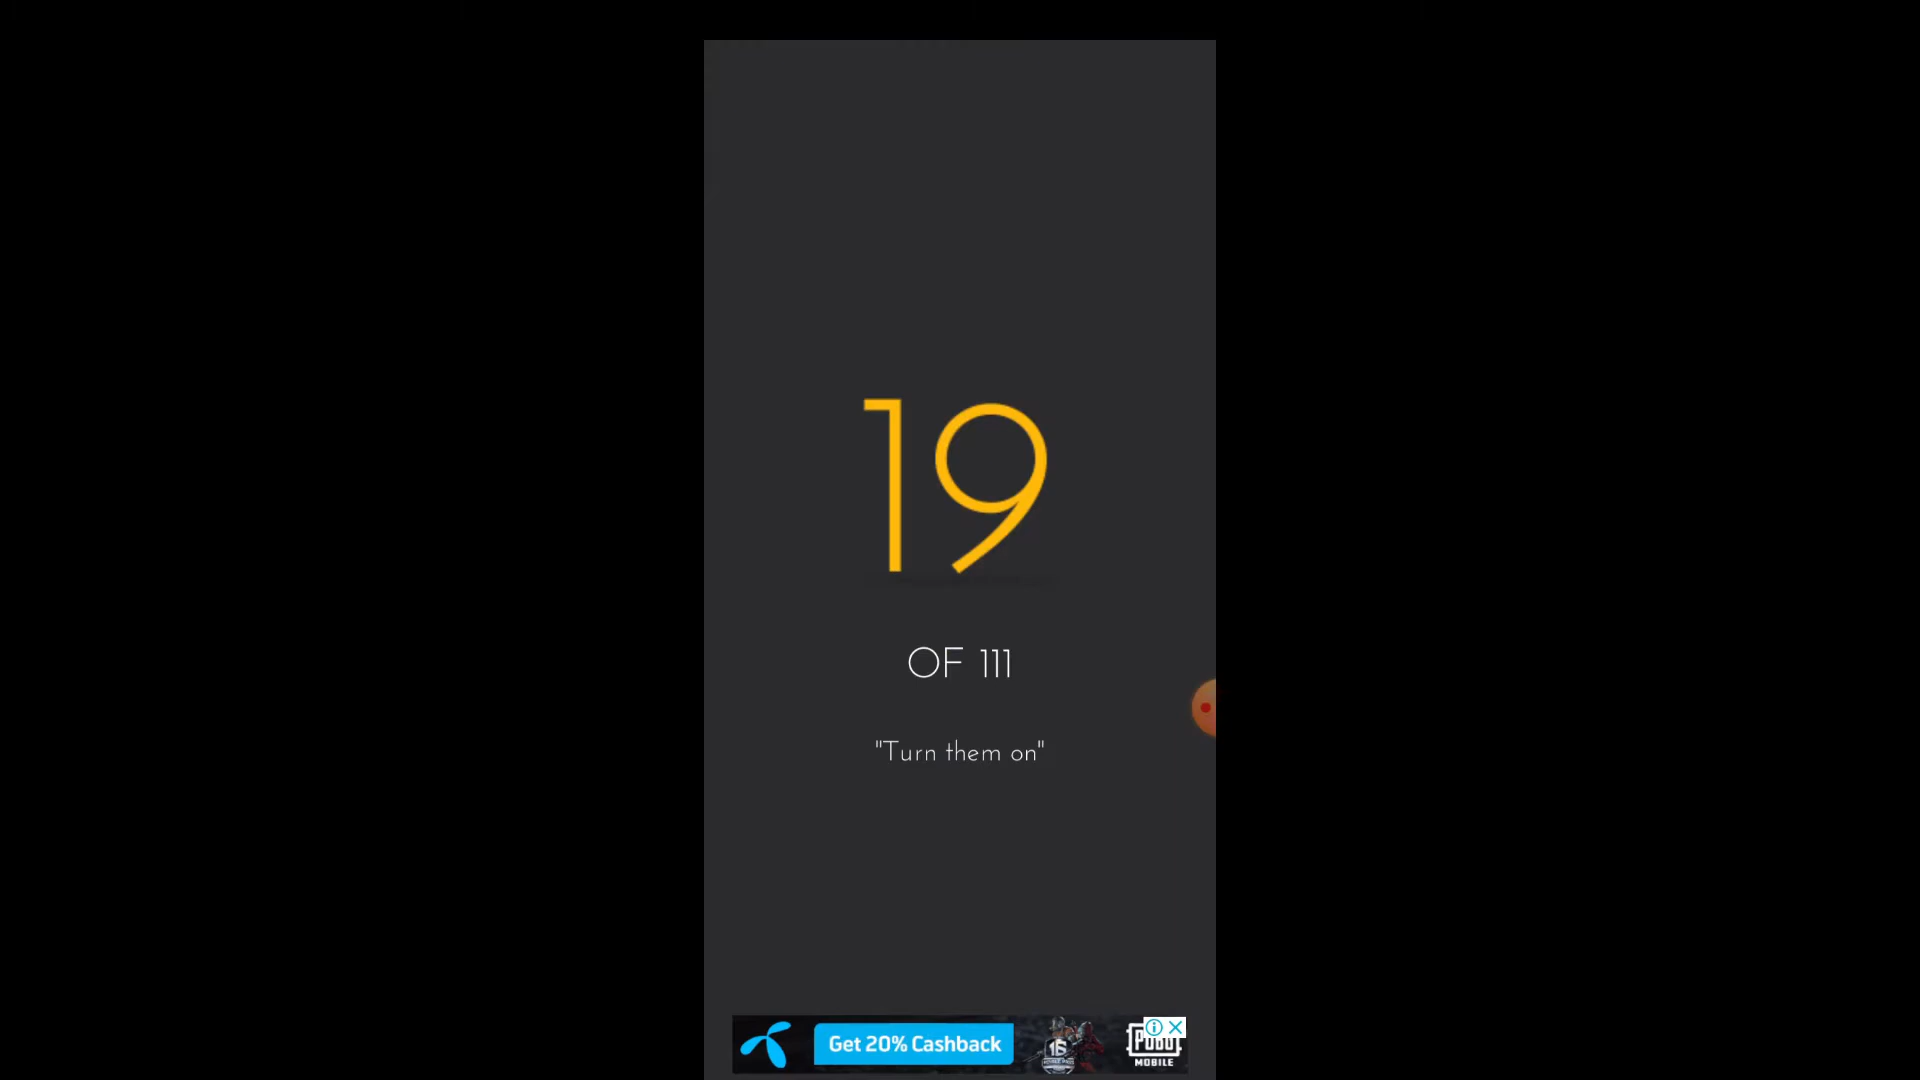 19
OF 111
"Turn them on"
Get 20% Cashback
PUBG
MOBILE